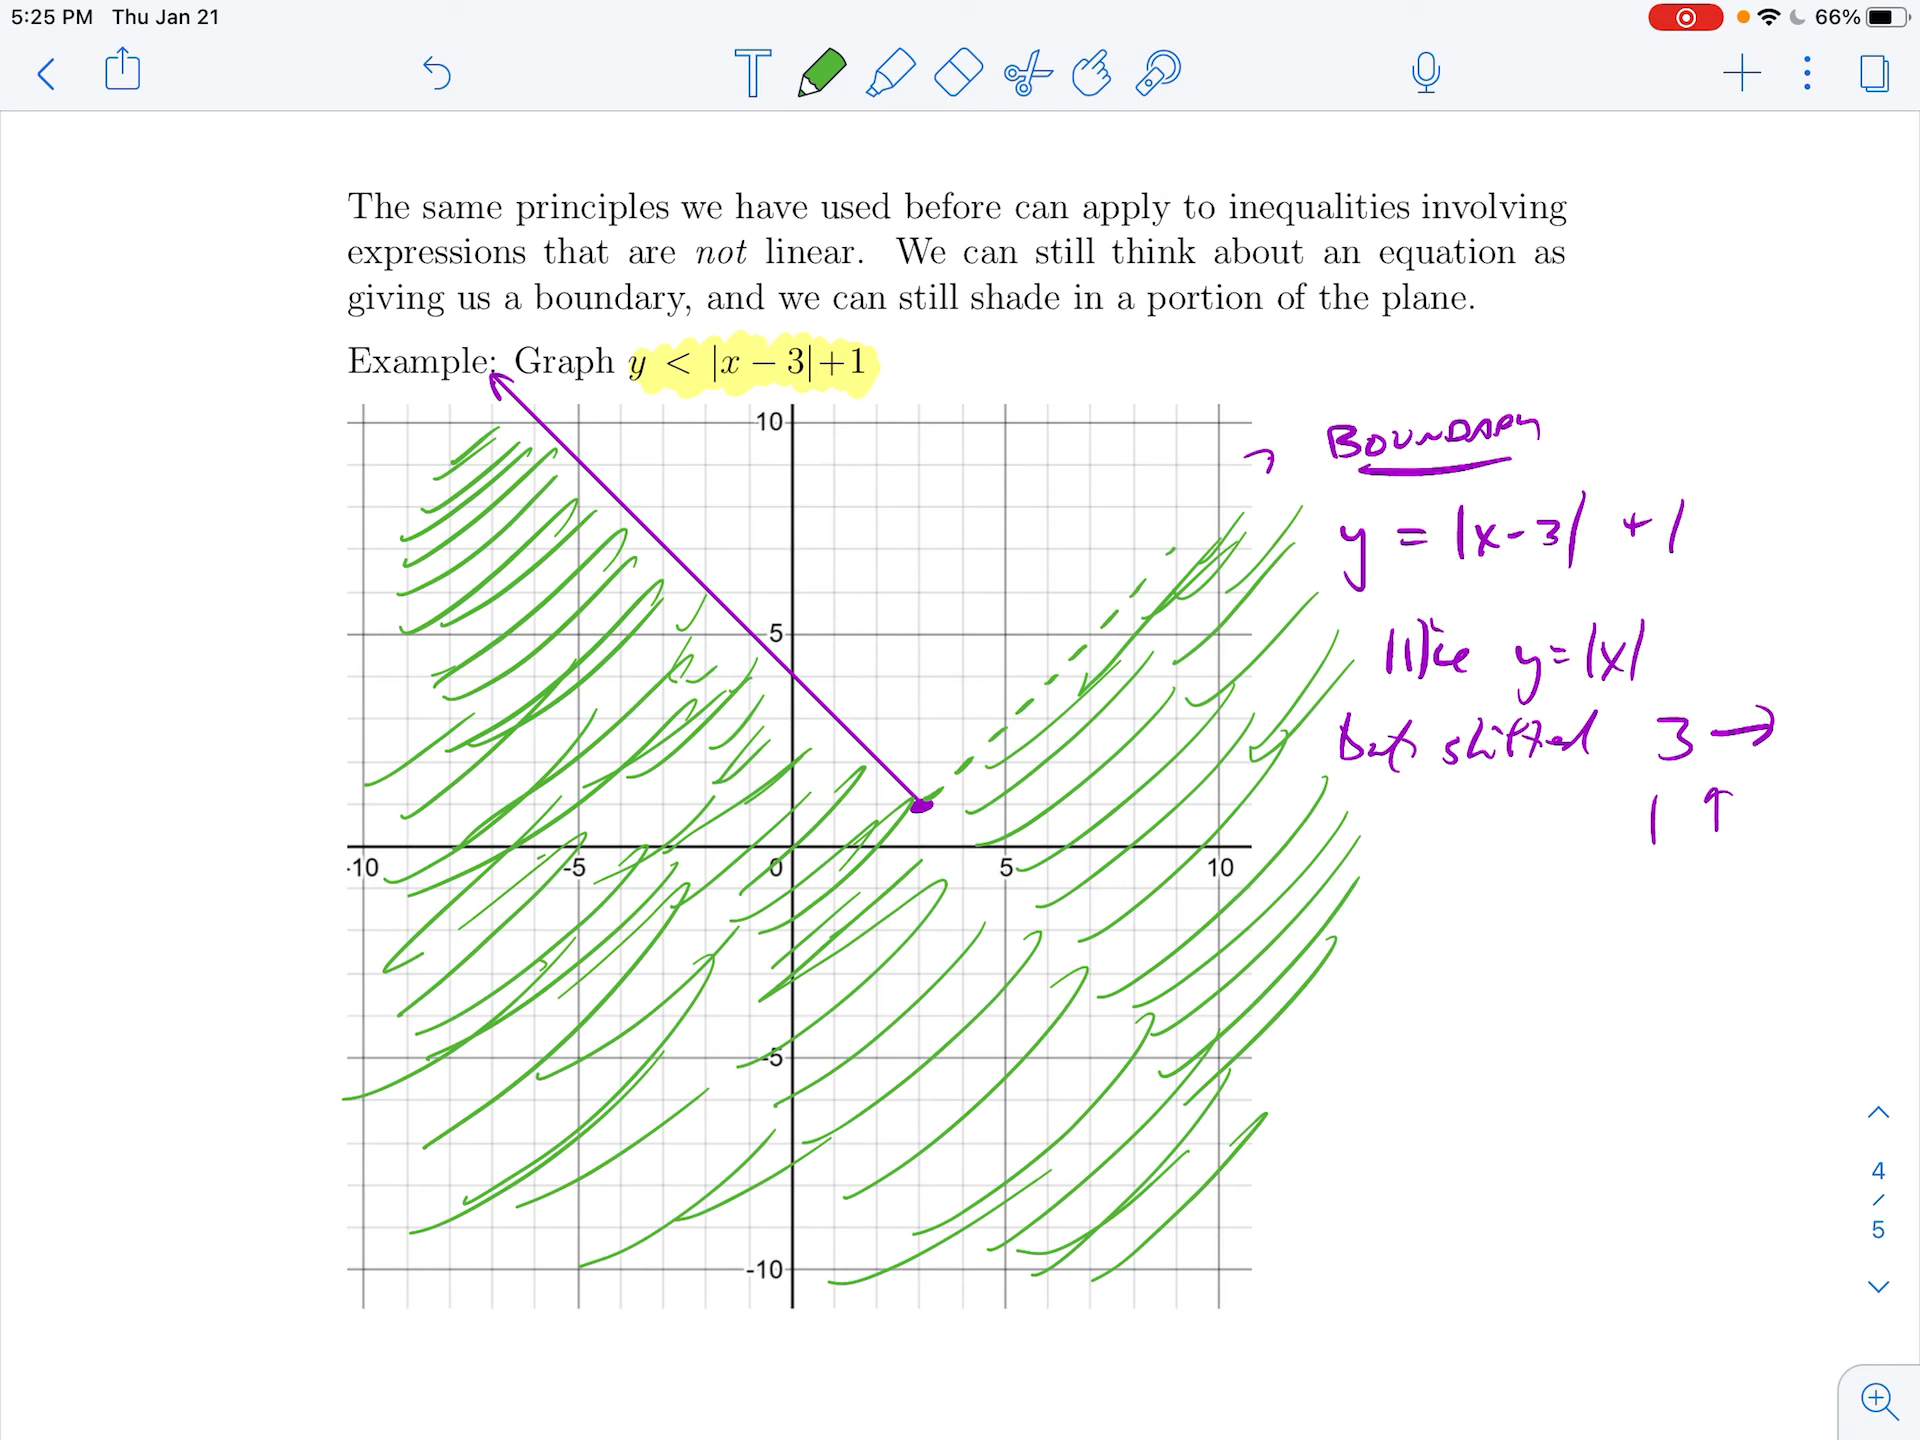 5:25 PM Thu Jan 21
66%
T
The same principles we have used before can apply to inequalities involving
expressions that are not linear. We can still think about an equation as
giving us a boundary, and we can still shade in a portion of the plane.
Example: Graph y < |x − 3|+1
10
5
-10 -5 0 5 10
-5
-10
BOUNDARY
y = |x-3| +1
like y=|x|
but shifted 3 →
1 ↑
4
/
5